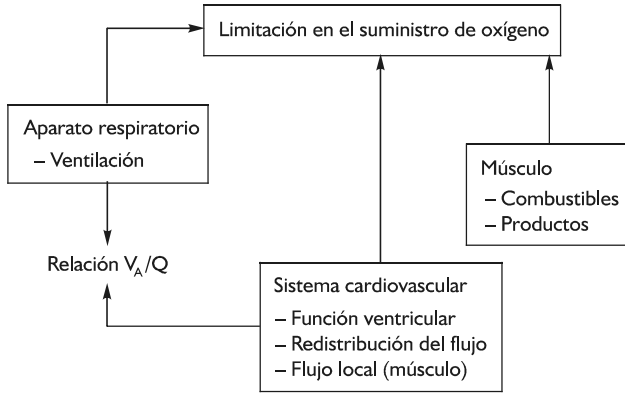 Limitación en el suministro de oxígeno
Aparato respiratorio
– Ventilación
Músculo
– Combustibles
– Productos
Relación VA/Q
Sistema cardiovascular
– Función ventricular
– Redistribución del flujo
– Flujo local (músculo)